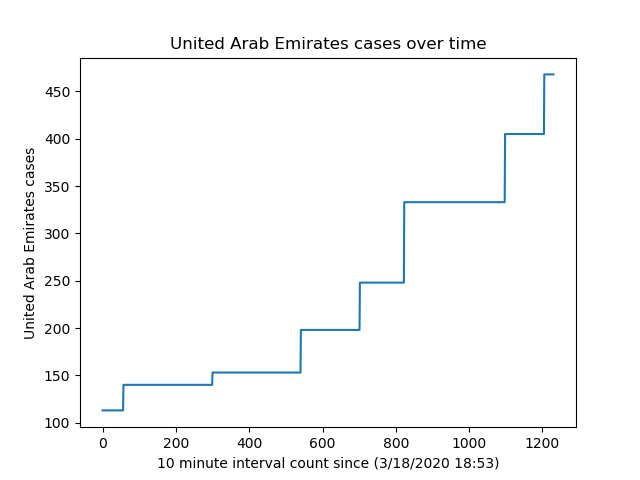 United Arab Emirates cases over time
United Arab Emirates cases
450
400
350
300
250
200
150
100
0 200 400 600 800 1000 1200
10 minute interval count since (3/18/2020 18:53)